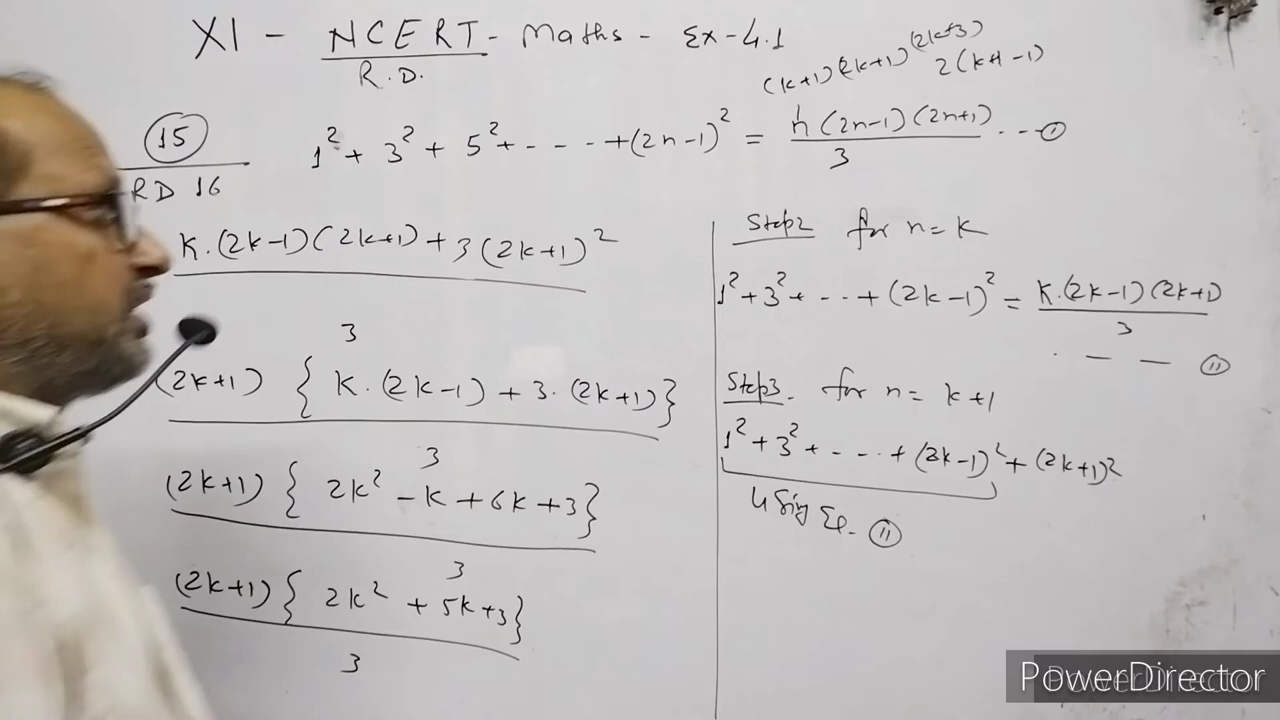 XI - NCERT - Maths - Ex-4.1
R.D.
(k+1)(2k+1)(2k+3)
2(k+1-1)
15
RD 16
1² + 3² + 5² + - - - - + (2n-1)² = n(2n-1)(2n+1) / 3 - - - (i)
k.(2k-1)(2k+1) + 3(2k+1)²
3
(2k+1) { k.(2k-1) + 3.(2k+1)}
3
(2k+1) { 2k² - k + 6k + 3}
3
(2k+1) { 2k² + 5k+3}
3
Step2 for n=k
1² + 3² + - - - + (2k-1)² = k.(2k-1)(2k+1) / 3
- - - (ii)
Step3. for n = k+1
1² + 3² + - - - - + (2k-1)² + (2k+1)²
Using Eq. (ii)
PowerDirector